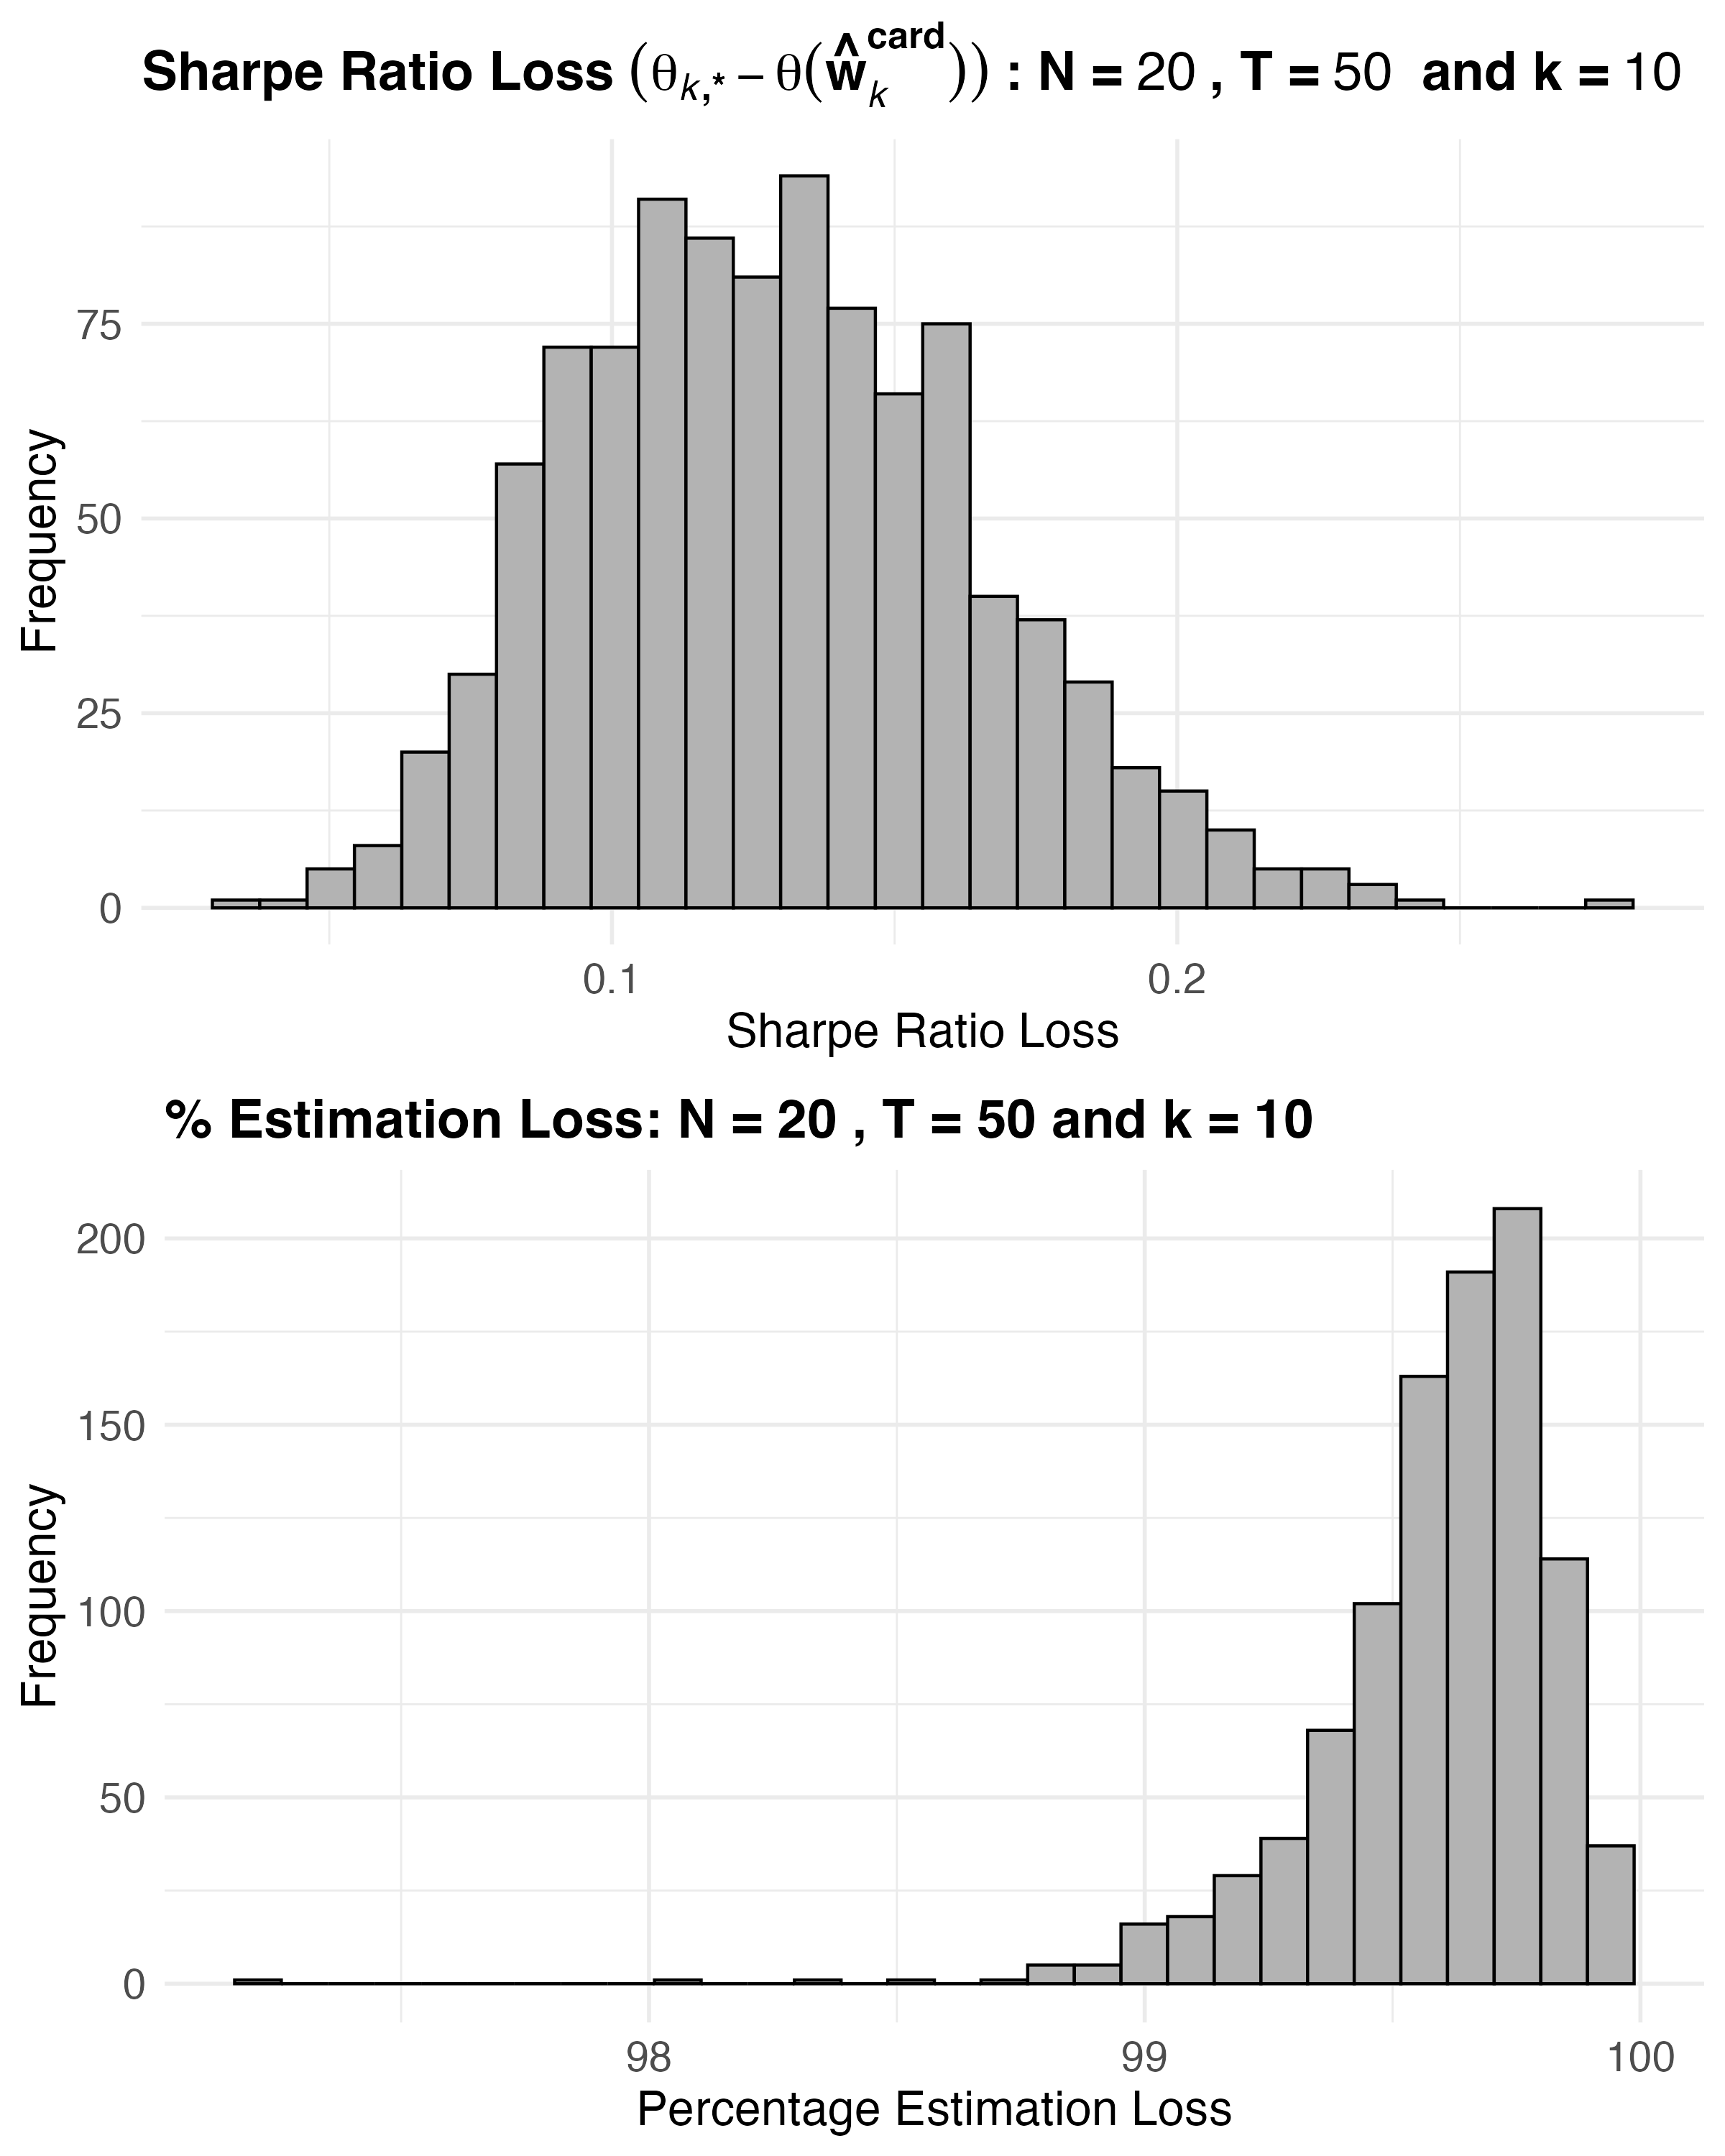 Sharpe Ratio Loss (θk,* − θ(ŵk^card)) : N = 20 , T = 50 and k = 10
75
50
25
0
Frequency
0.1 0.2
Sharpe Ratio Loss
% Estimation Loss: N = 20 , T = 50 and k = 10
200
150
100
50
0
Frequency
98 99 100
Percentage Estimation Loss